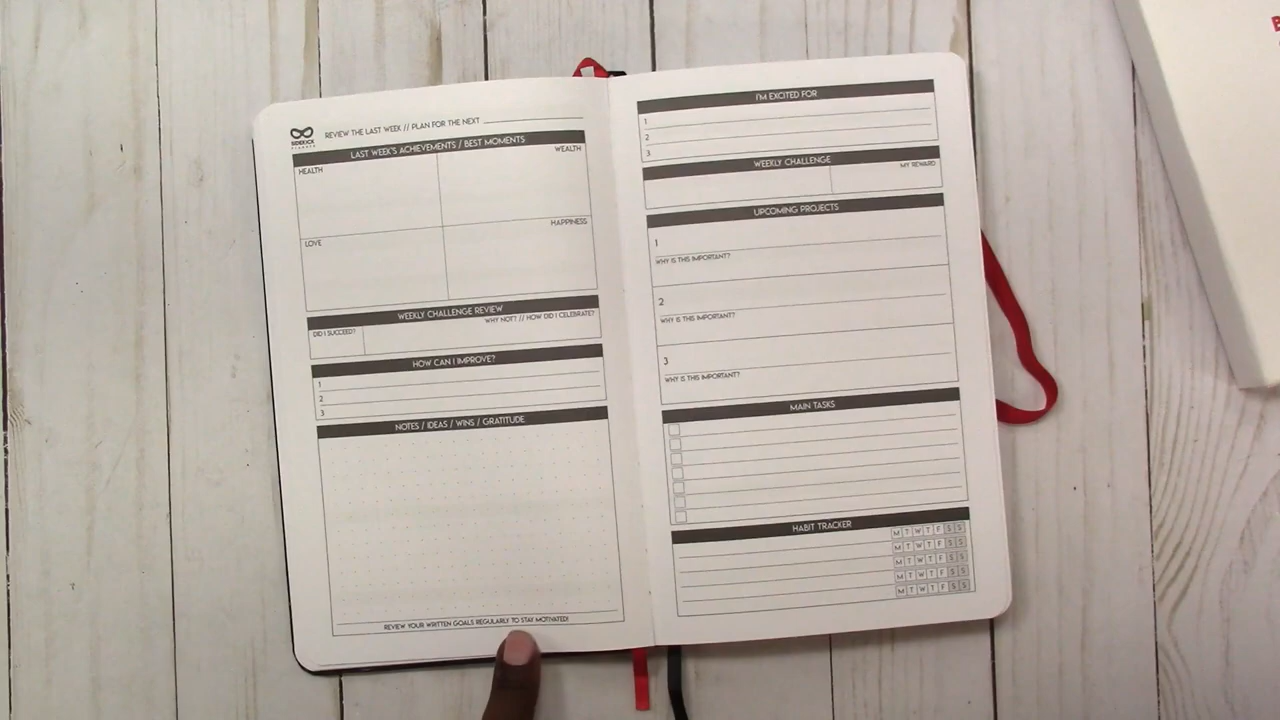 SIDEKICK
PLANNER
REVIEW THE LAST WEEK // PLAN FOR THE NEXT
LAST WEEK'S ACHIEVEMENTS / BEST MOMENTS
HEALTH
WEALTH
LOVE
HAPPINESS
WEEKLY CHALLENGE REVIEW
DID I SUCCEED?
WHY NOT? // HOW DID I CELEBRATE?
HOW CAN I IMPROVE?
1
2
3
NOTES / IDEAS / WINS / GRATITUDE
REVIEW YOUR WRITTEN GOALS REGULARLY TO STAY MOTIVATED!
I'M EXCITED FOR
1
2
3
WEEKLY CHALLENGE
MY REWARD
UPCOMING PROJECTS
1
WHY IS THIS IMPORTANT?
2
WHY IS THIS IMPORTANT?
3
WHY IS THIS IMPORTANT?
MAIN TASKS
HABIT TRACKER
M T W T F S S
M T W T F S S
M T W T F S S
M T W T F S S
M T W T F S S